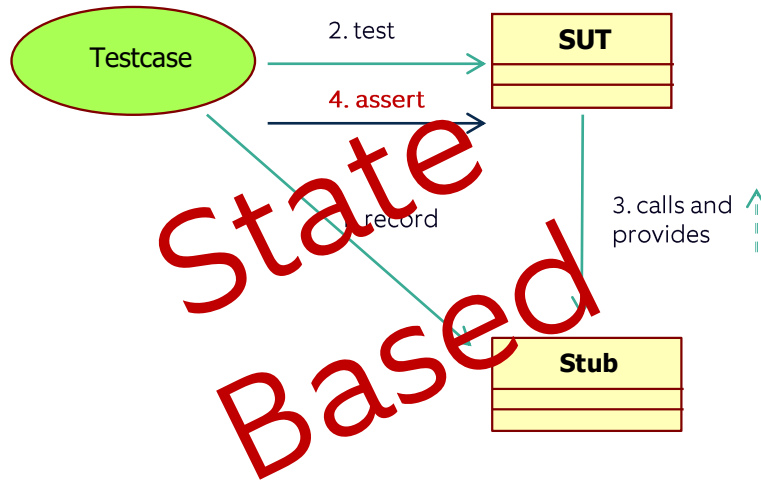 2. test
SUT
Testcase
4. assert
State
record
3. calls and
provides
Based
Stub